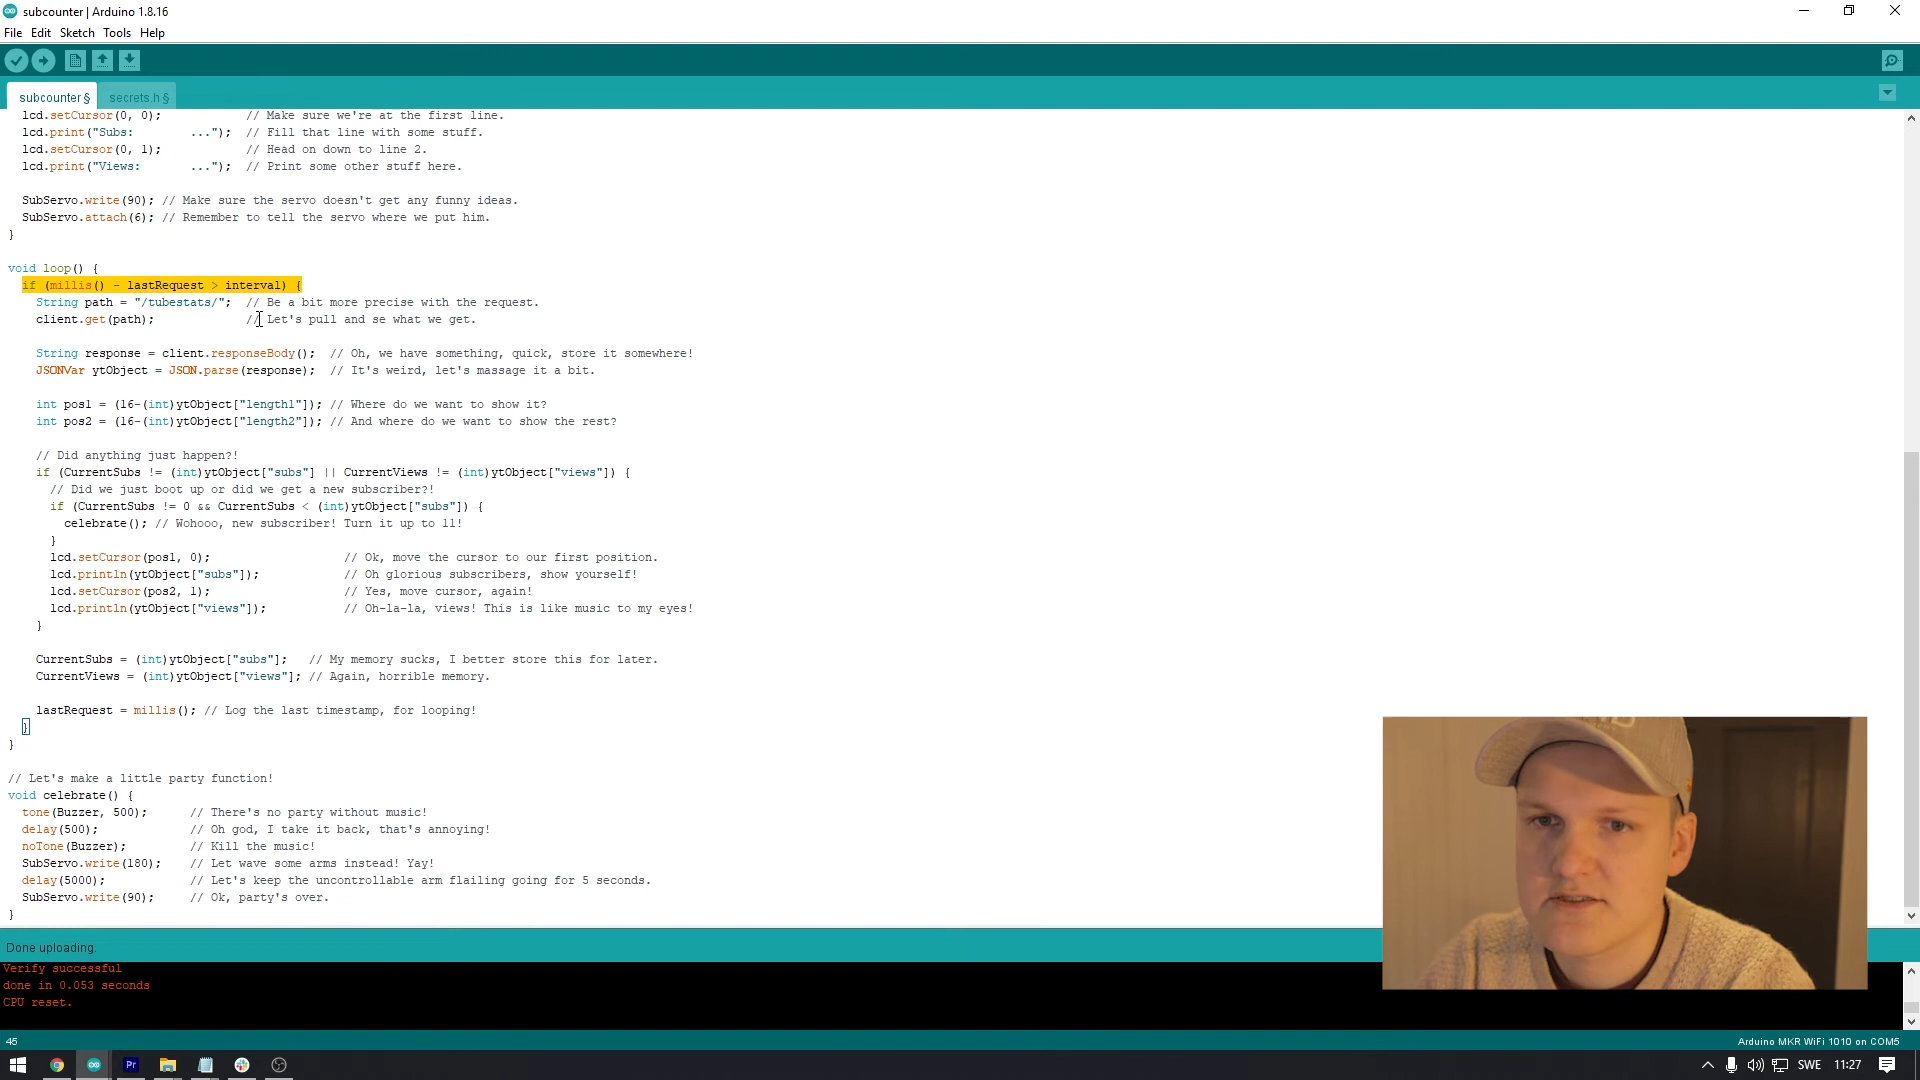 subcounter | Arduino 1.8.16
File Edit Sketch Tools Help
subcounter § secrets.h §
lcd.setCursor(0, 0); // Make sure we're at the first line.
lcd.print("Subs: ..."); // Fill that line with some stuff.
lcd.setCursor(0, 1); // Head on down to line 2.
lcd.print("Views: ..."); // Print some other stuff here.
SubServo.write(90); // Make sure the servo doesn't get any funny ideas.
SubServo.attach(6); // Remember to tell the servo where we put him.
}
void loop() {
if (millis() - lastRequest > interval) {
String path = "/tubestats/"; // Be a bit more precise with the request.
client.get(path); // Let's pull and se what we get.
String response = client.responseBody(); // Oh, we have something, quick, store it somewhere!
JSONVar ytObject = JSON.parse(response); // It's weird, let's massage it a bit.
int pos1 = (16-(int)ytObject["length1"]); // Where do we want to show it?
int pos2 = (16-(int)ytObject["length2"]); // And where do we want to show the rest?
// Did anything just happen?!
if (CurrentSubs != (int)ytObject["subs"] || CurrentViews != (int)ytObject["views"]) {
// Did we just boot up or did we get a new subscriber?!
if (CurrentSubs != 0 && CurrentSubs < (int)ytObject["subs"]) {
celebrate(); // Wohooo, new subscriber! Turn it up to 11!
}
lcd.setCursor(pos1, 0); // Ok, move the cursor to our first position.
lcd.println(ytObject["subs"]); // Oh glorious subscribers, show yourself!
lcd.setCursor(pos2, 1); // Yes, move cursor, again!
lcd.println(ytObject["views"]); // Oh-la-la, views! This is like music to my eyes!
}
CurrentSubs = (int)ytObject["subs"]; // My memory sucks, I better store this for later.
CurrentViews = (int)ytObject["views"]; // Again, horrible memory.
lastRequest = millis(); // Log the last timestamp, for looping!
}
}
// Let's make a little party function!
void celebrate() {
tone(Buzzer, 500); // There's no party without music!
delay(500); // Oh god, I take it back, that's annoying!
noTone(Buzzer); // Kill the music!
SubServo.write(180); // Let wave some arms instead! Yay!
delay(5000); // Let's keep the uncontrollable arm flailing going for 5 seconds.
SubServo.write(90); // Ok, party's over.
}
Done uploading.
Verify successful
done in 0.053 seconds
CPU reset.
45 Arduino MKR WiFi 1010 on COM5
Pr SWE 11:27